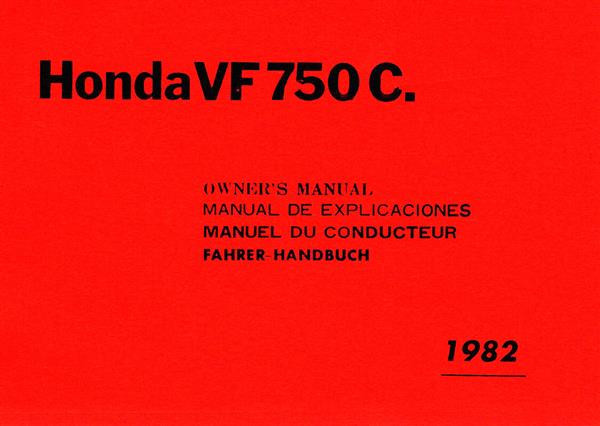 Honda VF 750 C.
OWNER'S MANUAL
MANUAL DE EXPLICACIONES
MANUEL DU CONDUCTEUR
FAHRER-HANDBUCH
1982